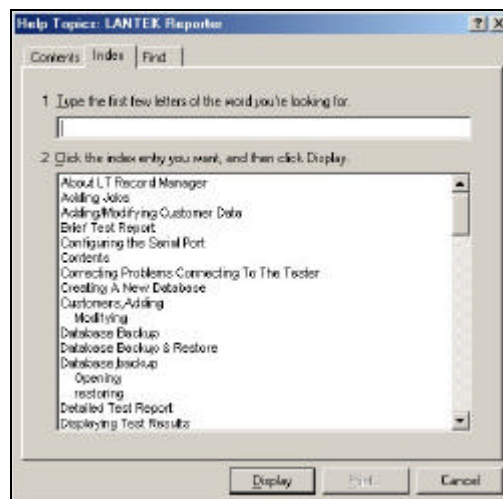 Help Topics: LANTEK Reporter
Contents Index Find
1 Type the first few letters of the word you're looking for.
2 Click the index entry you want, and then click Display.
About LT Record Manager
Adding Jobs
Adding/Modifying Customer Data
Brief Test Report
Configuring the Serial Port
Contents
Correcting Problems Connecting To The Tester
Creating A New Database
Customers,Adding
Modifying
Database Backup
Database Backup & Restore
Database,backup
Opening
restoring
Detailed Test Report
Displaying Test Results
Display Print... Cancel